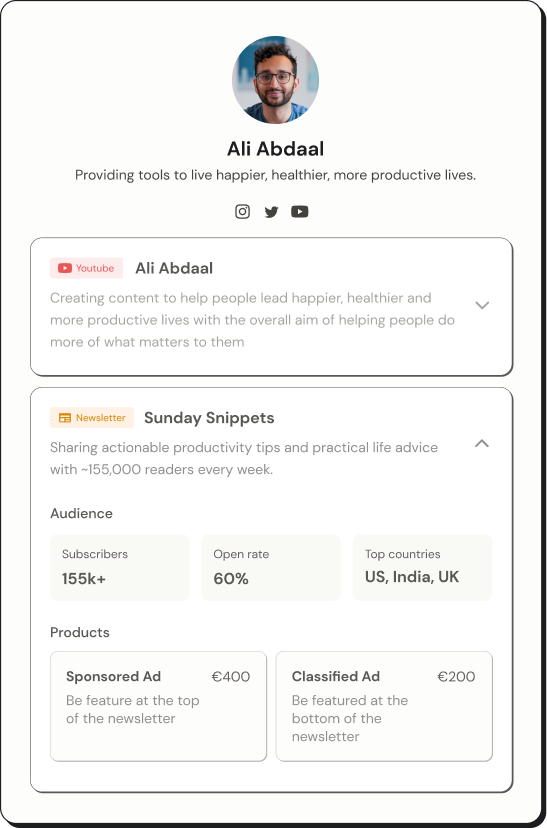 Ali Abdaal
Providing tools to live happier, healthier, more productive lives.
Youtube
Ali Abdaal
Creating content to help people lead happier, healthier and
more productive lives with the overall aim of helping people do
more of what matters to them
Newsletter
Sunday Snippets
Sharing actionable productivity tips and practical life advice
with ~155,000 readers every week.
Audience
Subscribers
155k+
Open rate
60%
Top countries
US, India, UK
Products
Sponsored Ad
€400
Be feature at the top
of the newsletter
Classified Ad
€200
Be featured at the
bottom of the
newsletter